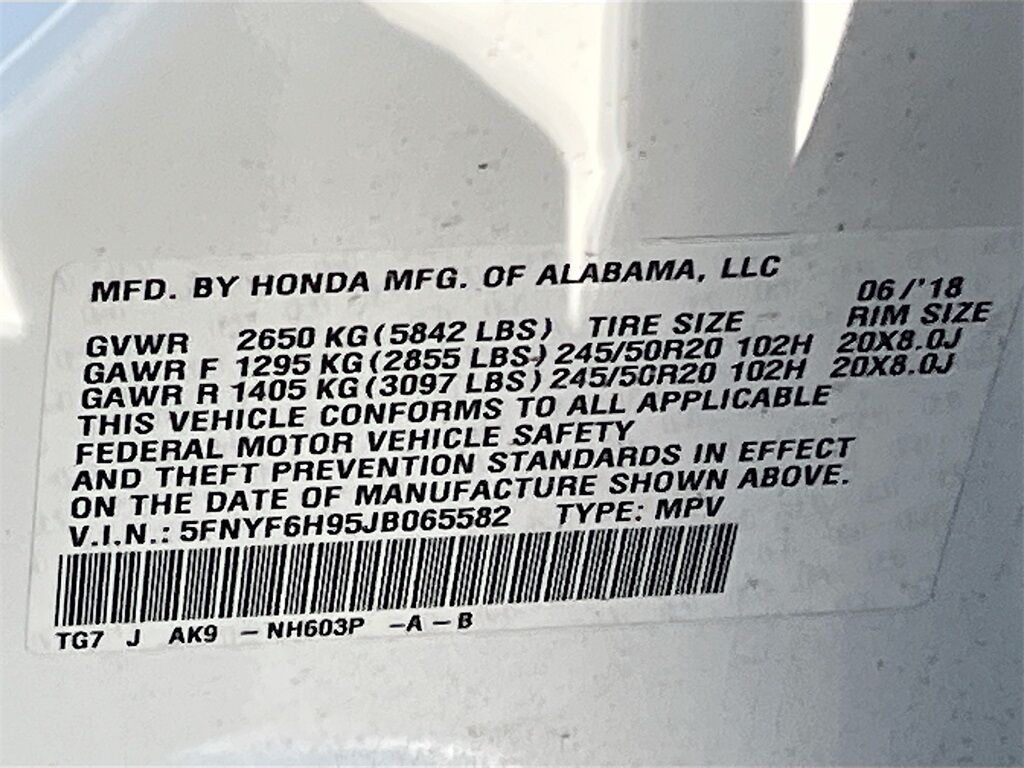 MFD. BY HONDA MFG. OF ALABAMA, LLC 06/'18
GVWR 2650 KG (5842 LBS) TIRE SIZE RIM SIZE
GAWR F 1295 KG (2855 LBS) 245/50R20 102H 20X8.0J
GAWR R 1405 KG (3097 LBS) 245/50R20 102H 20X8.0J
THIS VEHICLE CONFORMS TO ALL APPLICABLE
FEDERAL MOTOR VEHICLE SAFETY
AND THEFT PREVENTION STANDARDS IN EFFECT
ON THE DATE OF MANUFACTURE SHOWN ABOVE.
V.I.N.: 5FNYF6H95JB065582 TYPE: MPV
TG7 J AK9 – NH603P –A – B